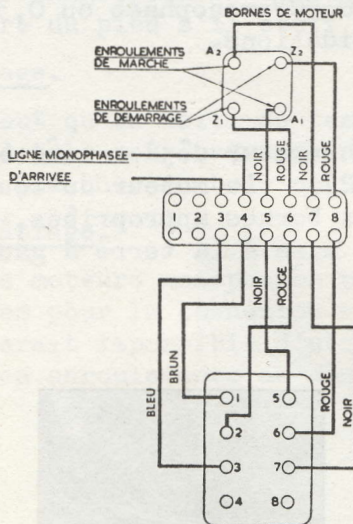 BORNES DE MOTEUR
ENROULEMENTS
DE MARCHE
A2
Z2
ENROULEMENTS
DE DEMARRAGE
Z1
A1
LIGNE MONOPHASEE
D'ARRIVEE
NOIR
ROUGE
NOIR
ROUGE
1 2 3 4 5 6 7 8
NOIR
ROUGE
BRUN
BLEU
ROUGE
NOIR
1 5
2 6
3 7
4 8